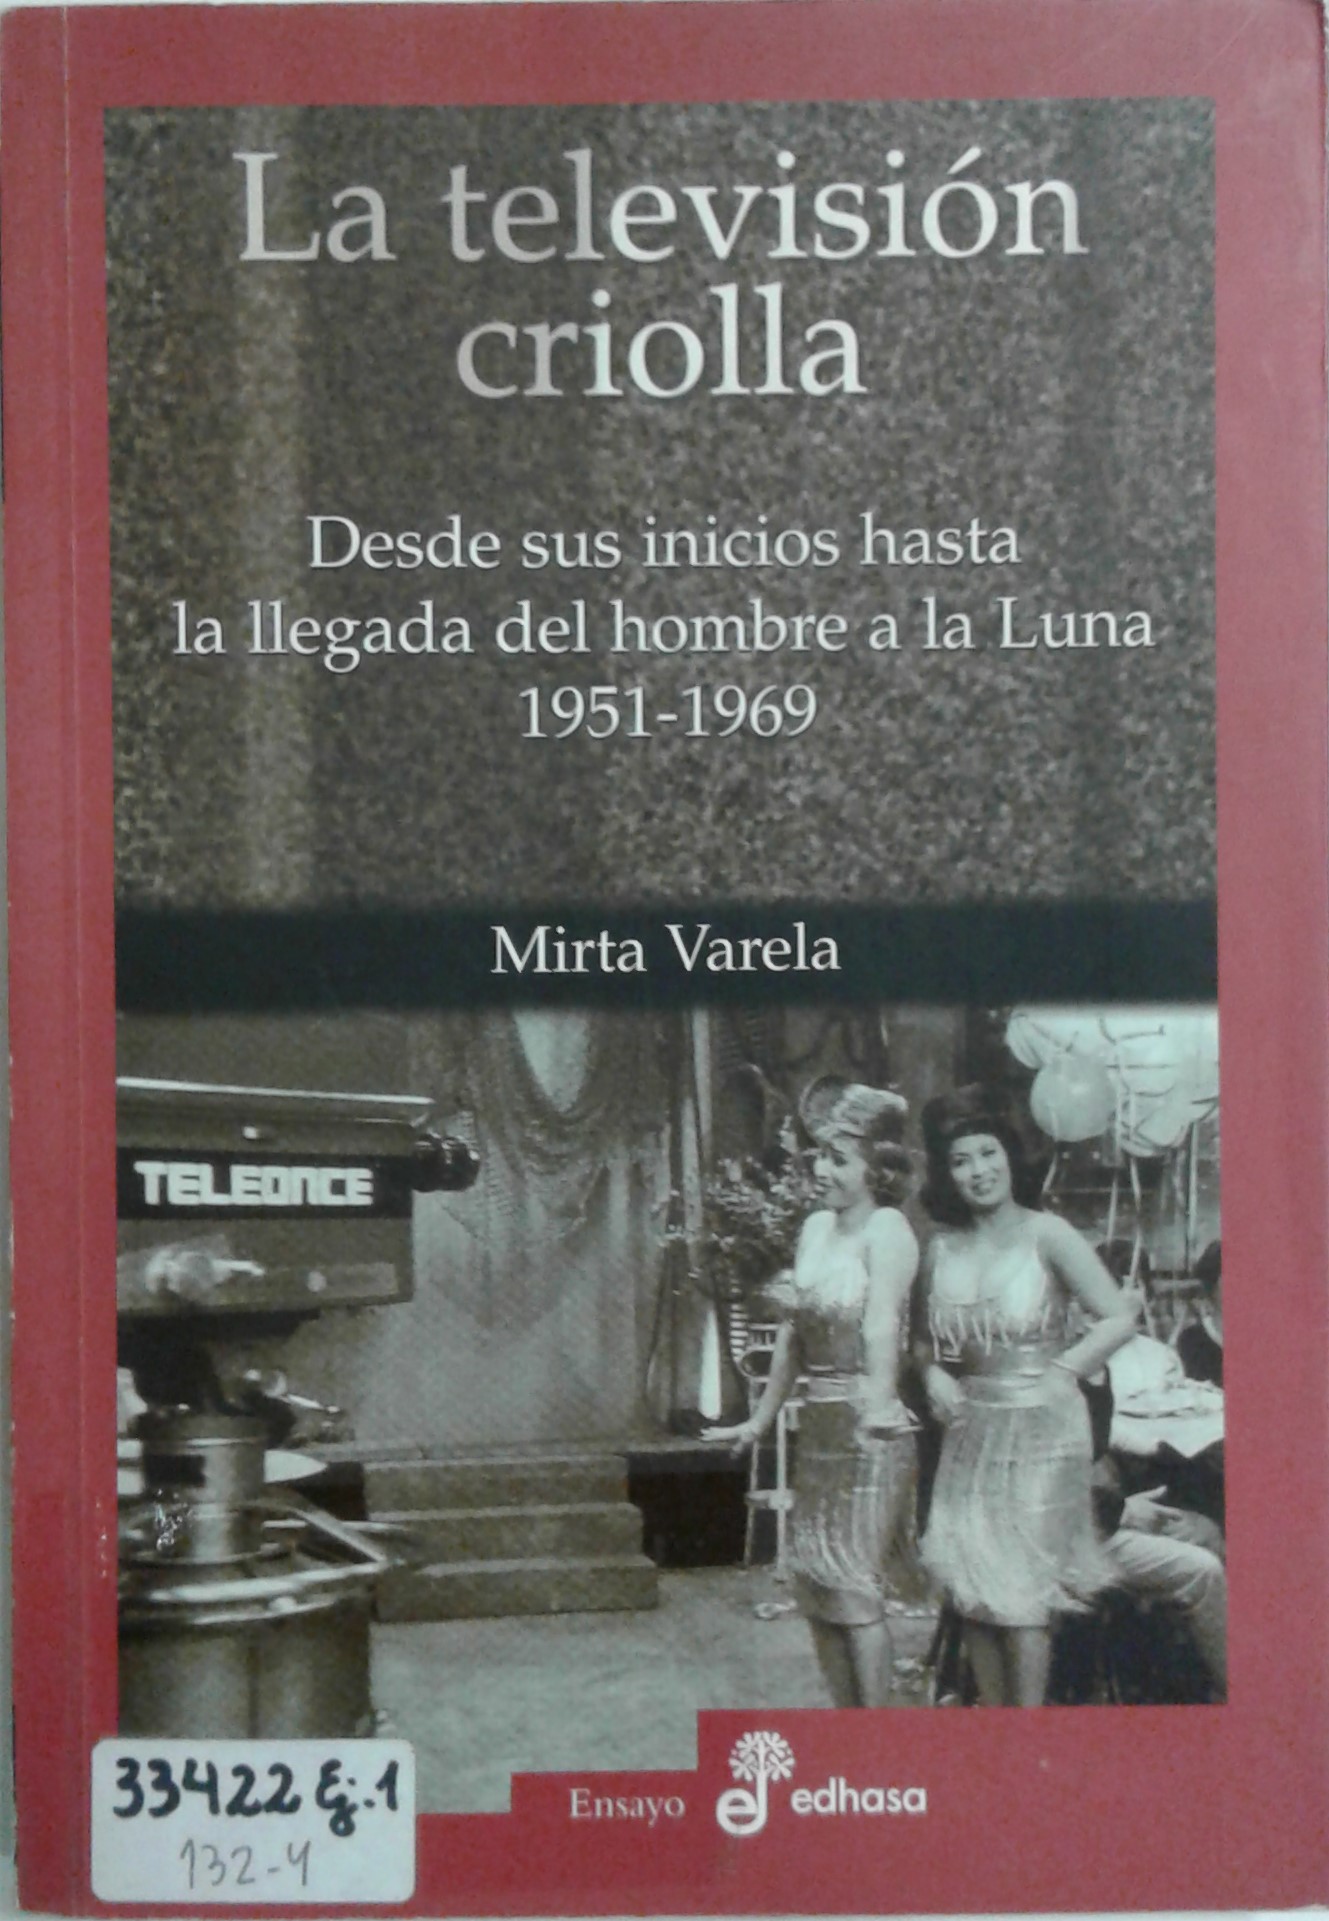 La televisión
criolla
Desde sus inicios hasta
la llegada del hombre a la Luna
1951-1969
Mirta Varela
TELEONCE
Ensayo
edhasa
33422 Ej.1
132-4